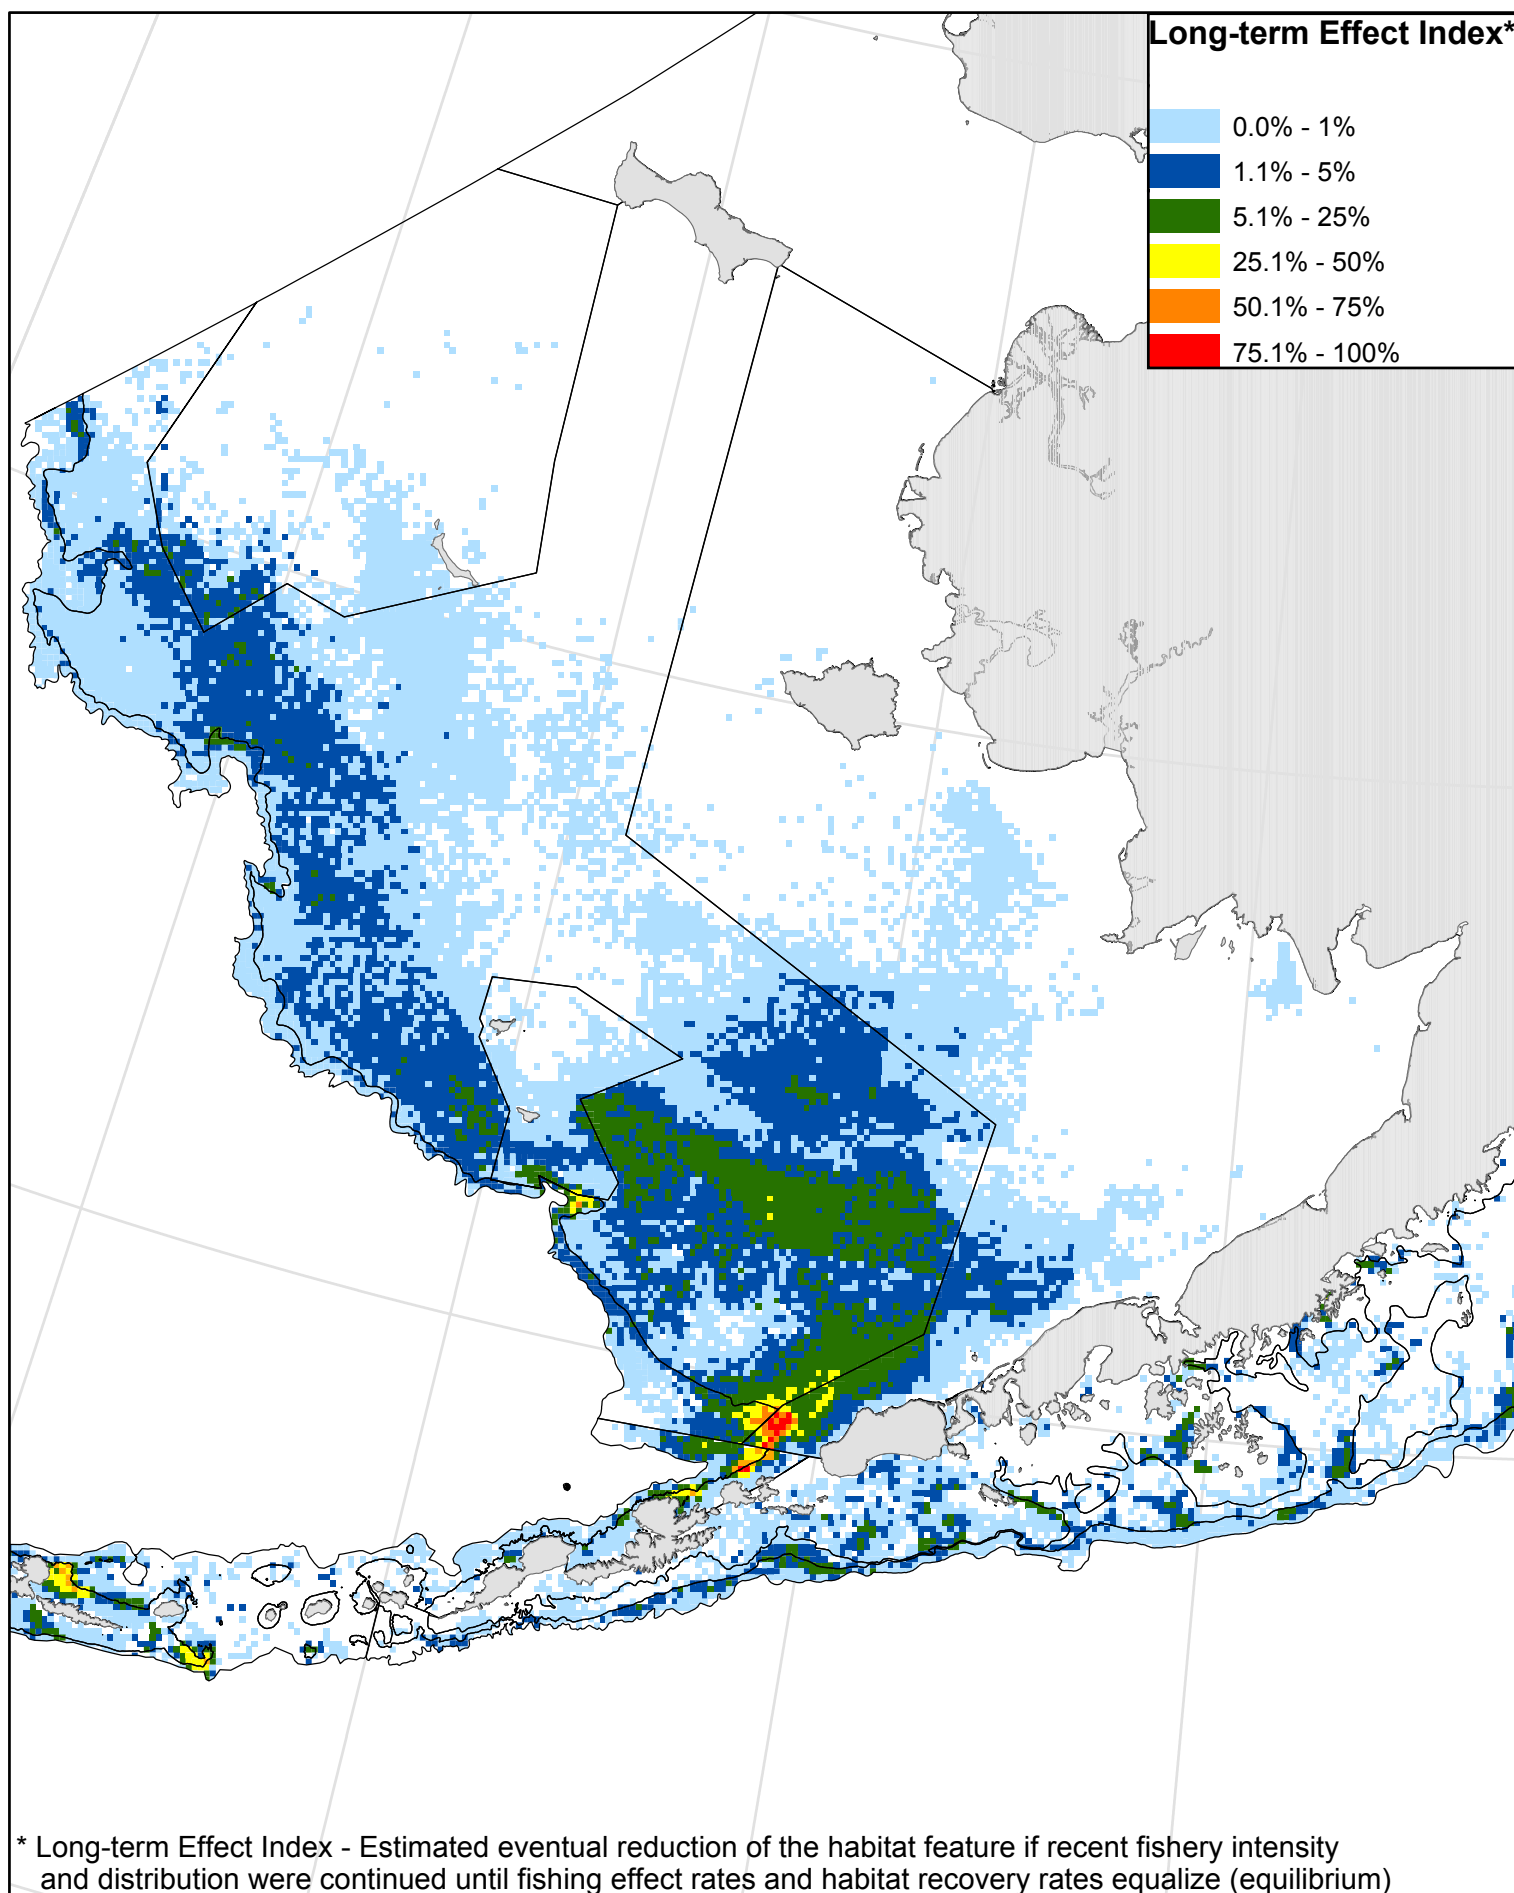 Long-term Effect Index*
0.0% - 1%
1.1% - 5%
5.1% - 25%
25.1% - 50%
50.1% - 75%
75.1% - 100%
* Long-term Effect Index - Estimated eventual reduction of the habitat feature if recent fishery intensity
and distribution were continued until fishing effect rates and habitat recovery rates equalize (equilibrium)